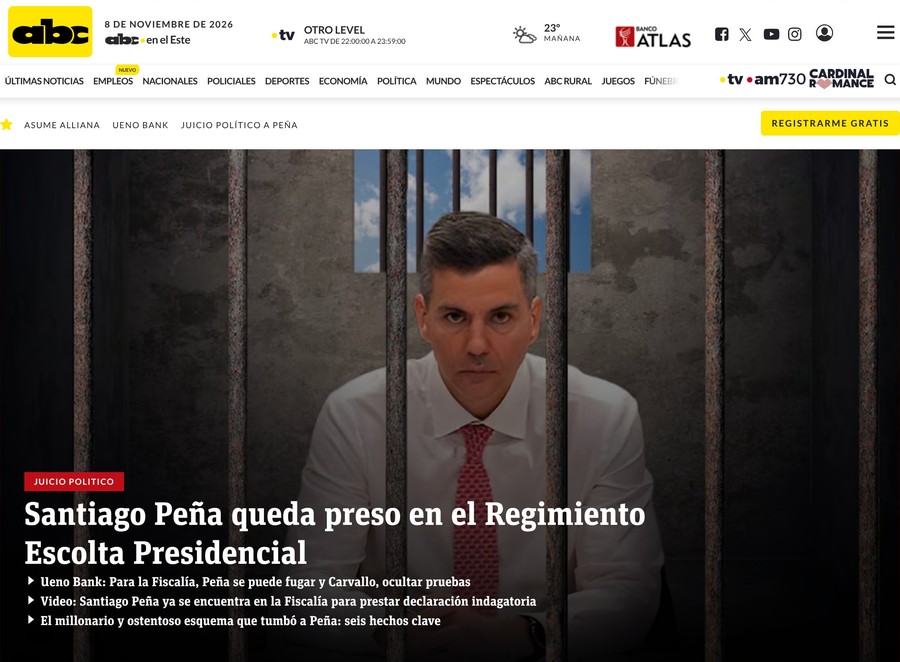 abc
8 DE NOVIEMBRE DE 2026
abc en el Este
tv
OTRO LEVEL
ABC TV DE 22:00:00 A 23:59:00
23°
MAÑANA
BANCO
ATLAS
NUEVO
ÚLTIMAS NOTICIAS EMPLEOS NACIONALES POLICIALES DEPORTES ECONOMÍA POLÍTICA MUNDO ESPECTÁCULOS ABC RURAL JUEGOS FÚNEB
tv am730 CARDINAL
R MANCE
ASUME ALLIANA UENO BANK JUICIO POLÍTICO A PEÑA
REGISTRARME GRATIS
JUICIO POLITICO
Santiago Peña queda preso en el Regimiento
Escolta Presidencial
Ueno Bank: Para la Fiscalía, Peña se puede fugar y Carvallo, ocultar pruebas
Video: Santiago Peña ya se encuentra en la Fiscalía para prestar declaración indagatoria
El millonario y ostentoso esquema que tumbó a Peña: seis hechos clave